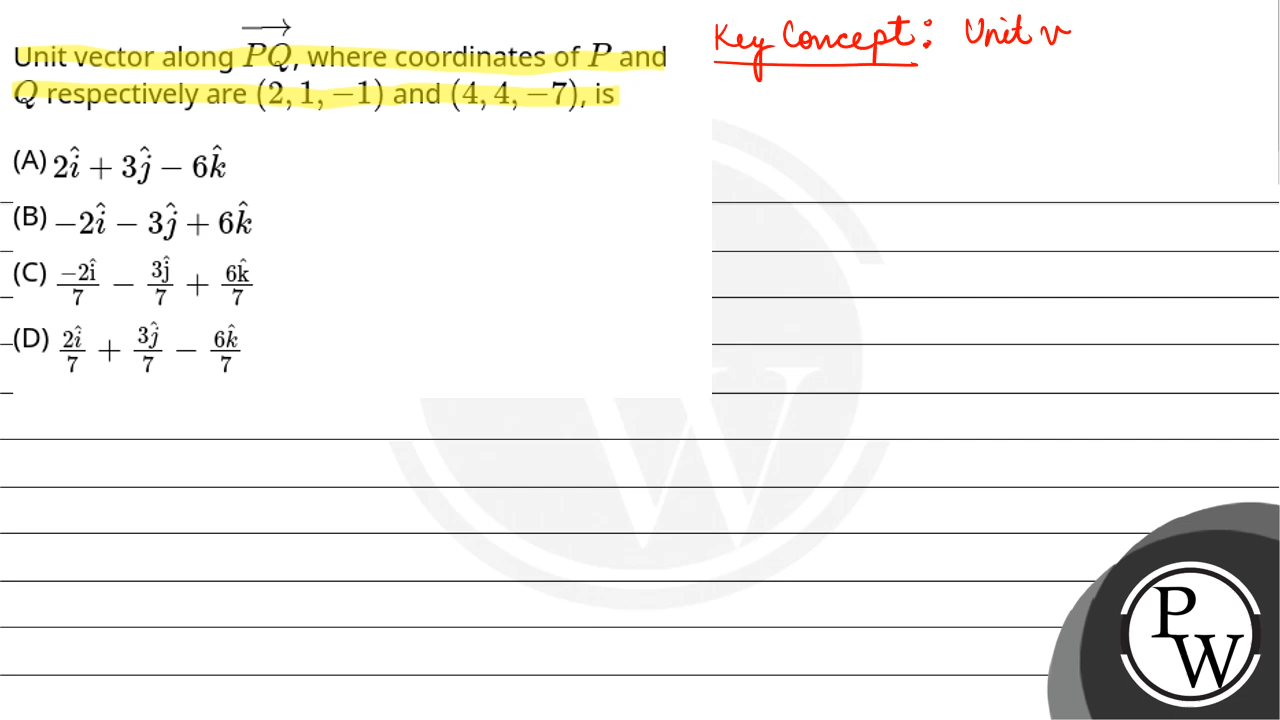 Unit vector along $\overrightarrow{PQ}$, where coordinates of $P$ and
$Q$ respectively are $(2, 1, -1)$ and $(4, 4, -7)$, is
(A) $2\hat{i} + 3\hat{j} - 6\hat{k}$
(B) $-2\hat{i} - 3\hat{j} + 6\hat{k}$
(C) $\frac{-2\hat{\mathrm{i}}}{7} - \frac{3\hat{\mathrm{j}}}{7} + \frac{6\hat{\mathrm{k}}}{7}$
(D) $\frac{2\hat{i}}{7} + \frac{3\hat{j}}{7} - \frac{6\hat{k}}{7}$
Key Concept: Unit v
PW